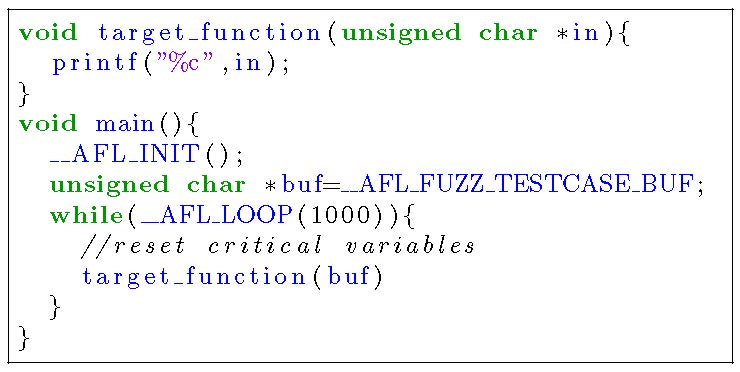 void target_function(unsigned char *in){
printf("%c",in);
}
void main(){
__AFL_INIT();
unsigned char *buf=__AFL_FUZZ_TESTCASE_BUF;
while(__AFL_LOOP(1000)){
//reset critical variables
target_function(buf)
}
}